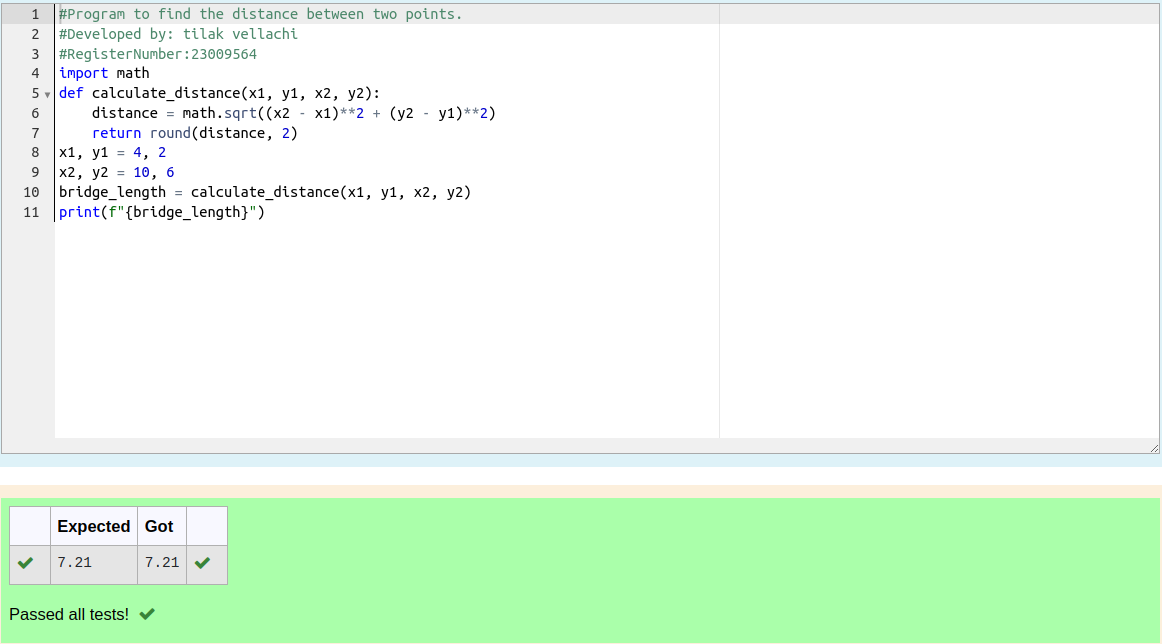 1 #Program to find the distance between two points.
2 #Developed by: tilak vellachi
3 #RegisterNumber:23009564
4 import math
5 def calculate_distance(x1, y1, x2, y2):
6     distance = math.sqrt((x2 - x1)**2 + (y2 - y1)**2)
7     return round(distance, 2)
8 x1, y1 = 4, 2
9 x2, y2 = 10, 6
10 bridge_length = calculate_distance(x1, y1, x2, y2)
11 print(f"{bridge_length}")
Expected Got
7.21 7.21
Passed all tests!